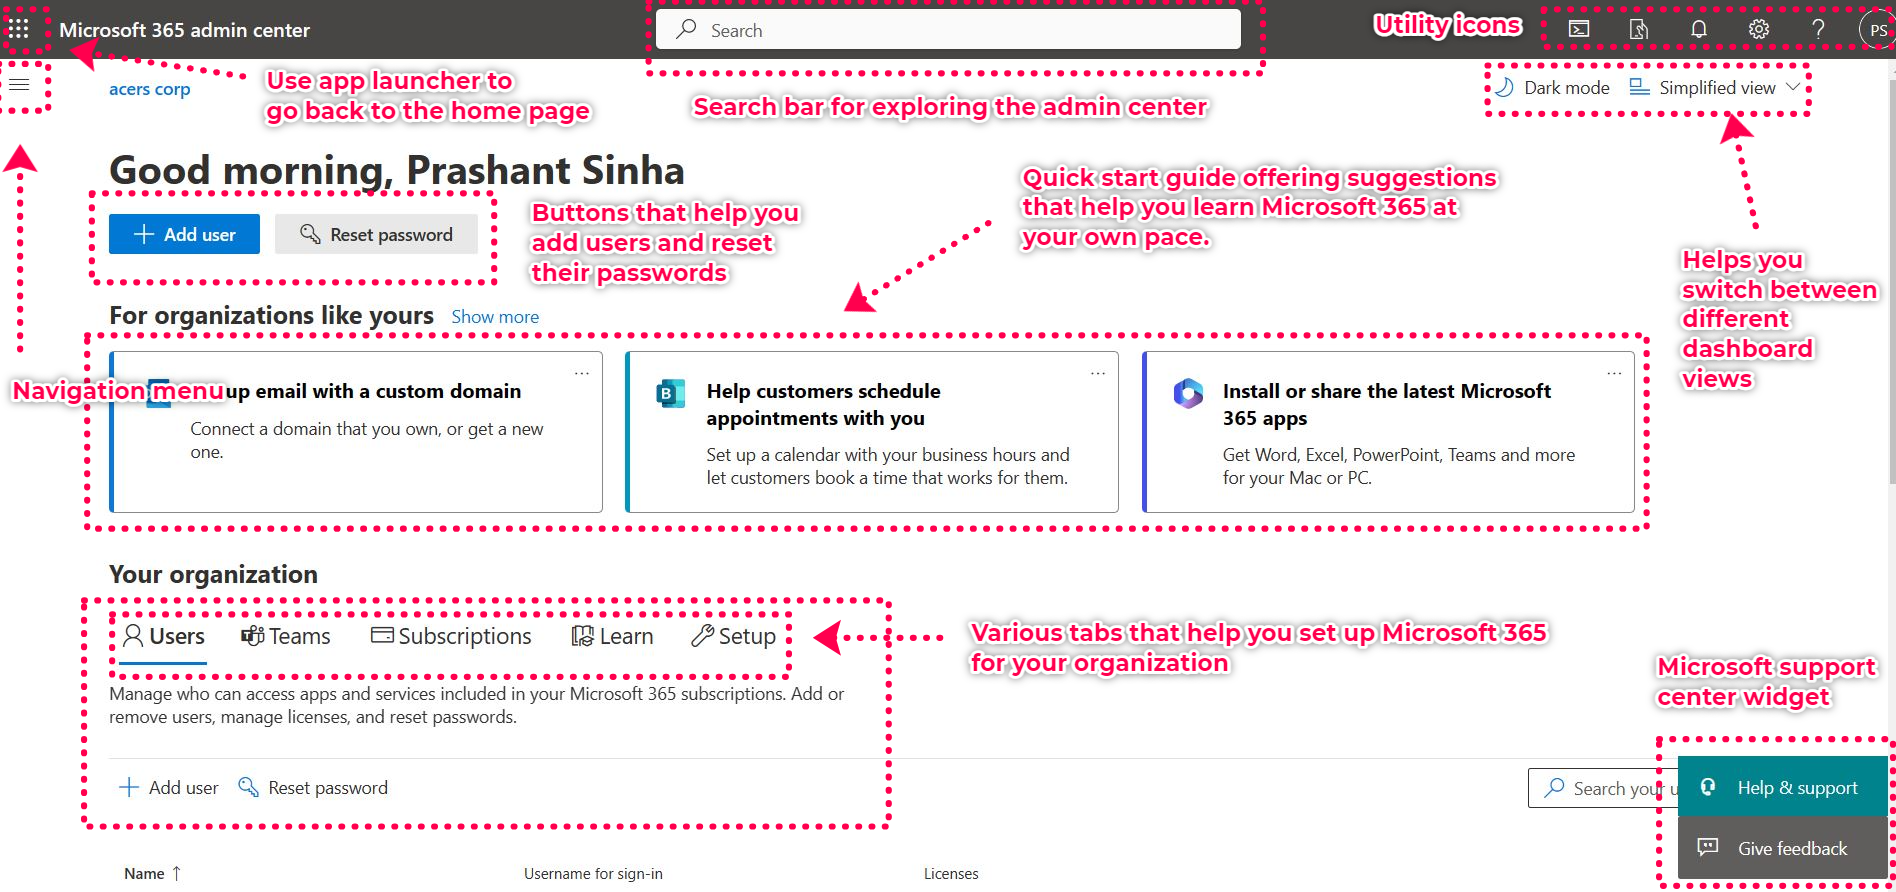 Microsoft 365 admin center
Search
Utility icons
PS
Use app launcher to
go back to the home page
acers corp
Search bar for exploring the admin center
Dark mode
Simplified view
Good morning, Prashant Sinha
Add user
Reset password
Buttons that help you
add users and reset
their passwords
Quick start guide offering suggestions
that help you learn Microsoft 365 at
your own pace.
Helps you
switch between
different
dashboard
views
For organizations like yours
Show more
Navigation menu
up email with a custom domain
Connect a domain that you own, or get a new
one.
B
Help customers schedule
appointments with you
Set up a calendar with your business hours and
let customers book a time that works for them.
Install or share the latest Microsoft
365 apps
Get Word, Excel, PowerPoint, Teams and more
for your Mac or PC.
Your organization
Users
Teams
Subscriptions
Learn
Setup
Various tabs that help you set up Microsoft 365
for your organization
Manage who can access apps and services included in your Microsoft 365 subscriptions. Add or
remove users, manage licenses, and reset passwords.
Microsoft support
center widget
Add user
Reset password
Search your
Help & support
Give feedback
Name ↑
Username for sign-in
Licenses